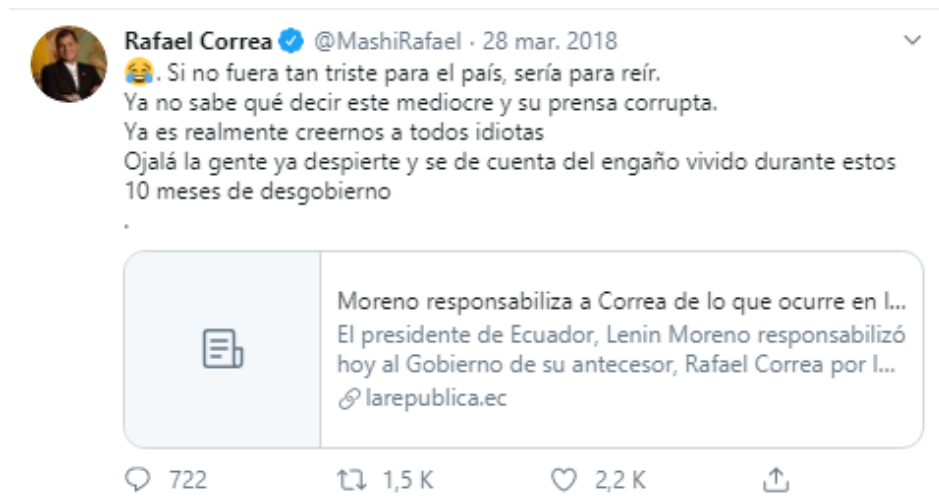 Rafael Correa @MashiRafael · 28 mar. 2018
😂. Si no fuera tan triste para el país, sería para reír.
Ya no sabe qué decir este mediocre y su prensa corrupta.
Ya es realmente creernos a todos idiotas
Ojalá la gente ya despierte y se de cuenta del engaño vivido durante estos
10 meses de desgobierno
.
Moreno responsabiliza a Correa de lo que ocurre en l...
El presidente de Ecuador, Lenin Moreno responsabilizó
hoy al Gobierno de su antecesor, Rafael Correa por l...
larepublica.ec
722 1,5 K 2,2 K